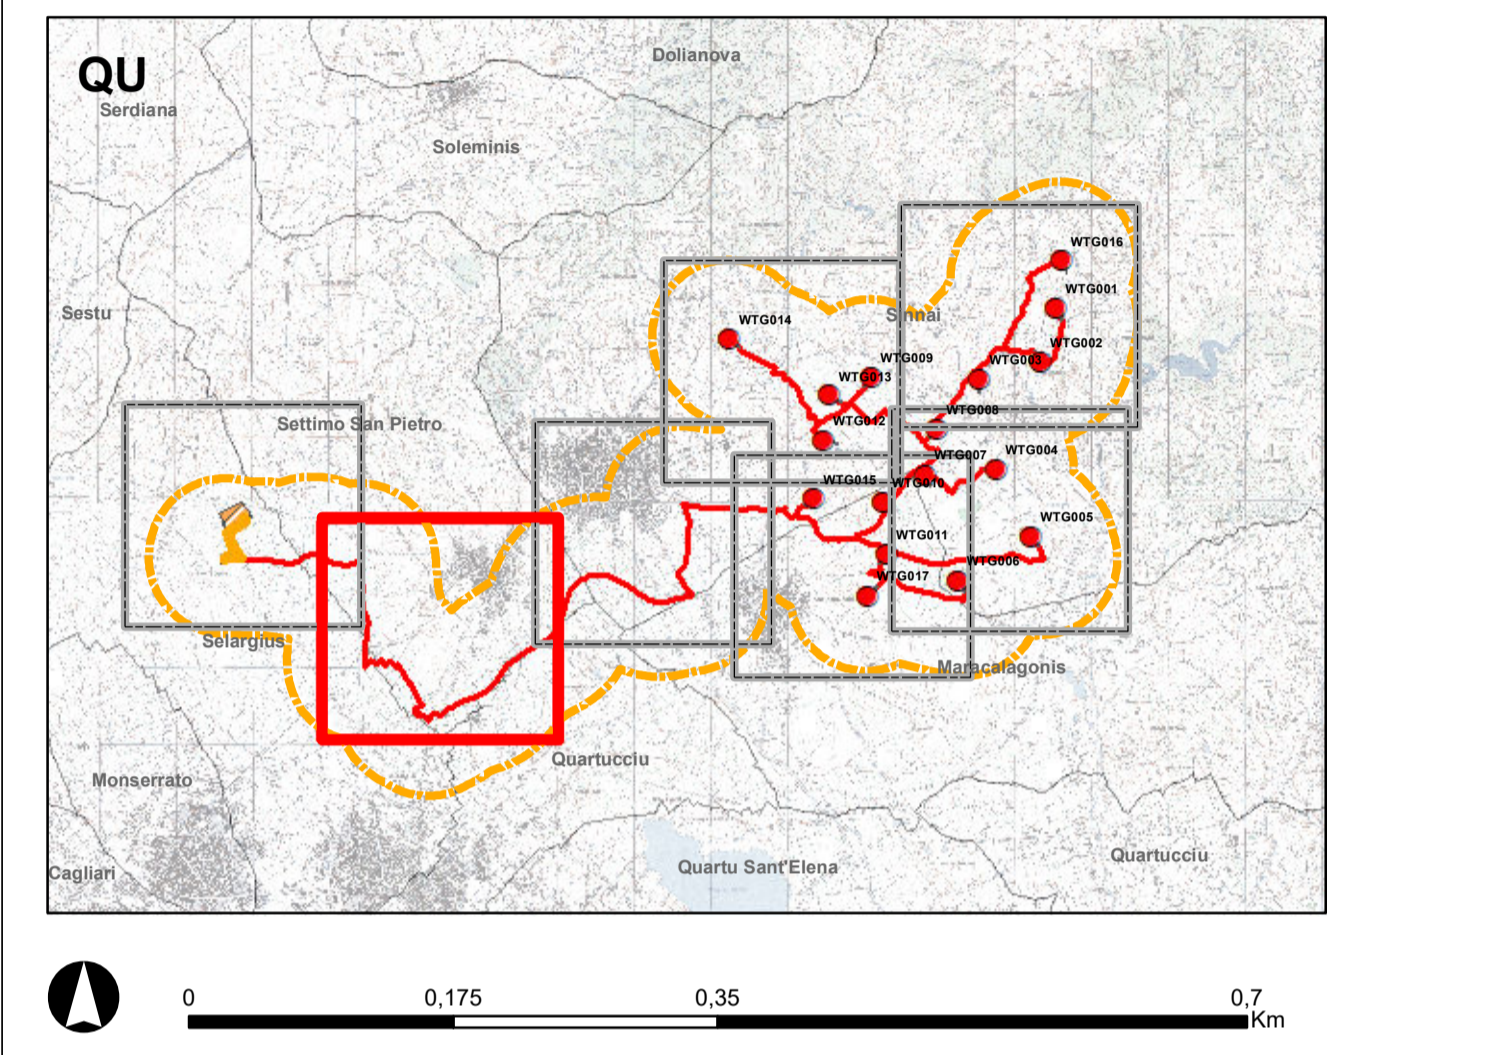 QU
Dolianova
Serdiana
Soleminis
WTG016
WTG001
Sestu
Sinnai
WTG014
WTG002
WTG009
WTG003
WTG013
WTG008
Settimo San Pietro
WTG012
WTG007
WTG004
WTG015
WTG010
WTG005
WTG011
WTG006
WTG017
Selargius
Maracalagonis
Quartucciu
Monserrato
Quartucciu
Quartu Sant'Elena
Cagliari
0
0,175
0,35
0,7
Km